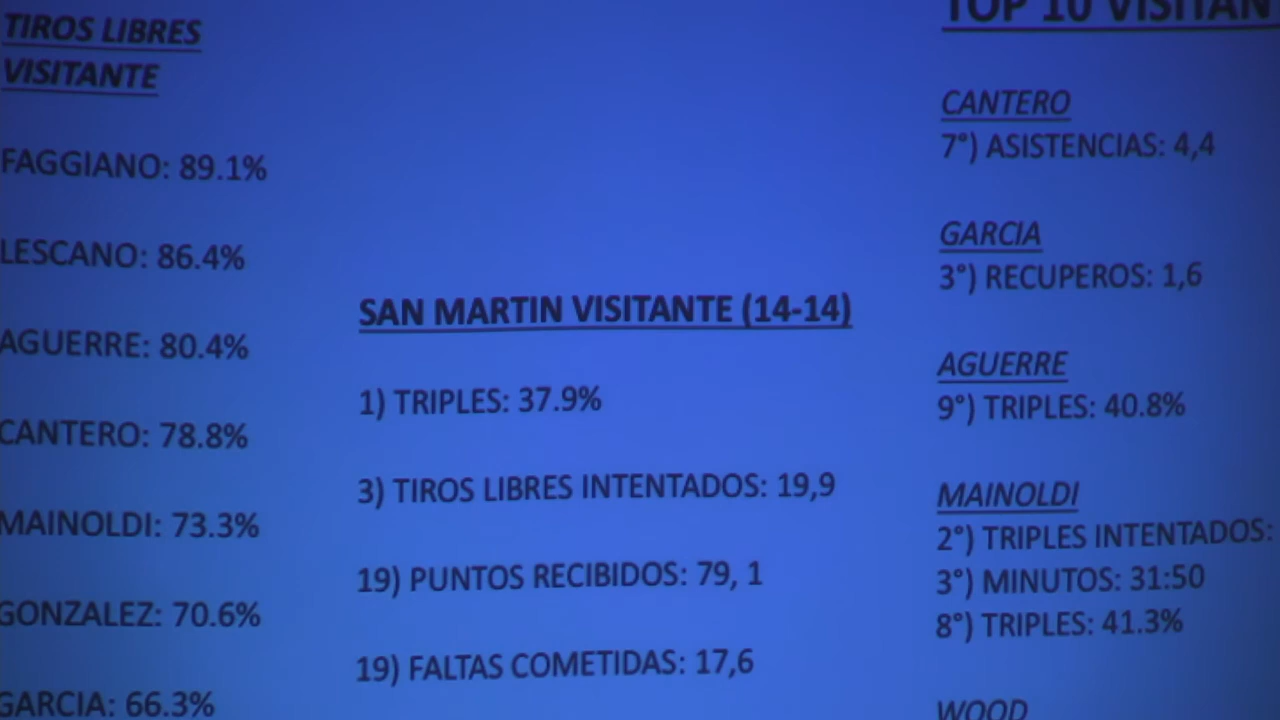 TIROS LIBRES
VISITANTE
FAGGIANO: 89.1%
LESCANO: 86.4%
AGUERRE: 80.4%
CANTERO: 78.8%
MAINOLDI: 73.3%
GONZALEZ: 70.6%
GARCIA: 66.3%
SAN MARTIN VISITANTE (14-14)
1) TRIPLES: 37.9%
3) TIROS LIBRES INTENTADOS: 19,9
19) PUNTOS RECIBIDOS: 79, 1
19) FALTAS COMETIDAS: 17,6
TOP 10 VISITAN
CANTERO
7°) ASISTENCIAS: 4,4
GARCIA
3°) RECUPEROS: 1,6
AGUERRE
9°) TRIPLES: 40.8%
MAINOLDI
2°) TRIPLES INTENTADOS:
3°) MINUTOS: 31:50
8°) TRIPLES: 41.3%
WOOD